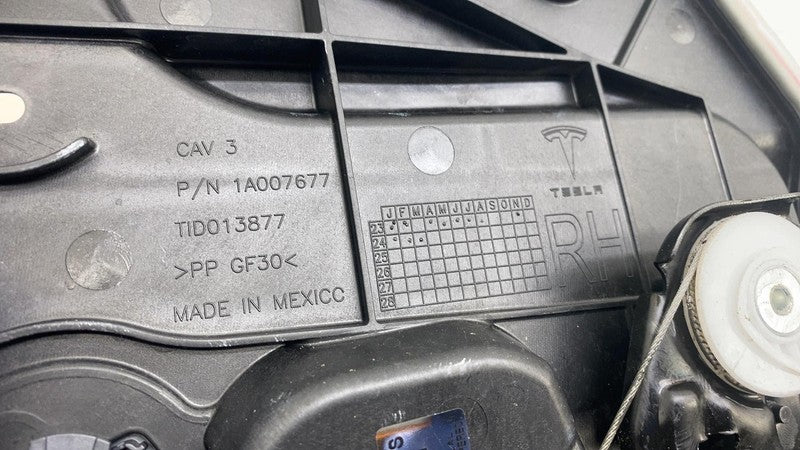 CAV 3
P/N 1A007677
TID013877
>PP GF30<
MADE IN MEXICO
TESLA
RH
J F M A M J J A S O N D
23
24
25
26
27
28